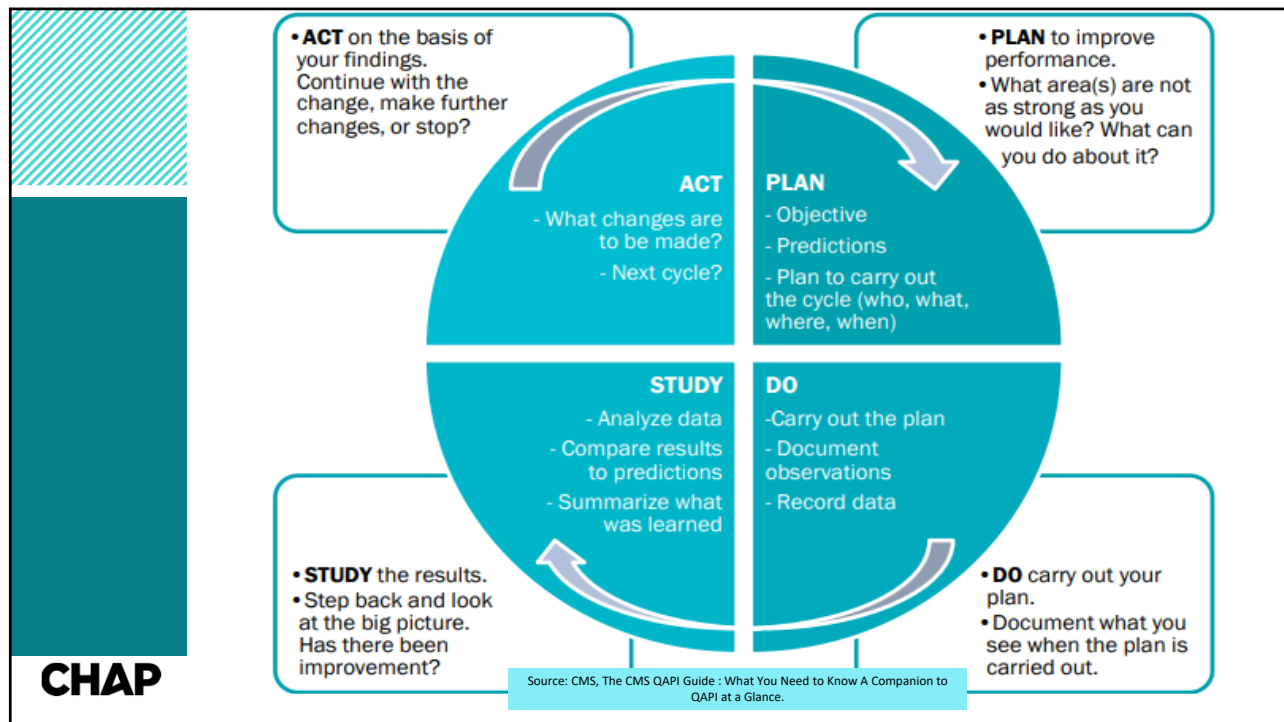 • ACT on the basis of
your findings.
Continue with the
change, make further
changes, or stop?
• PLAN to improve
performance.
• What area(s) are not
as strong as you
would like? What can
you do about it?
ACT
- What changes are
to be made?
- Next cycle?
PLAN
- Objective
- Predictions
- Plan to carry out
the cycle (who, what,
where, when)
STUDY
- Analyze data
- Compare results
to predictions
- Summarize what
was learned
DO
-Carry out the plan
- Document
observations
- Record data
• STUDY the results.
• Step back and look
at the big picture.
Has there been
improvement?
• DO carry out your
plan.
• Document what you
see when the plan is
carried out.
CHAP
Source: CMS, The CMS QAPI Guide : What You Need to Know A Companion to
QAPI at a Glance.